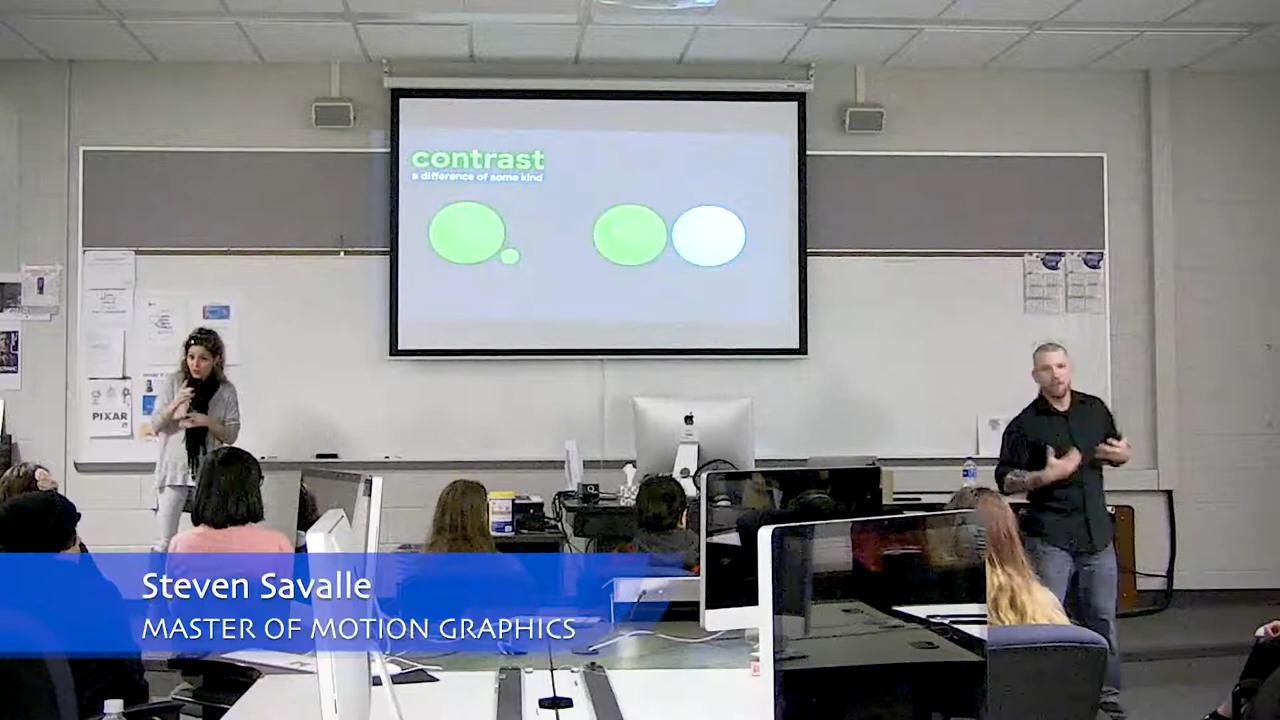 contrast
a difference of some kind
PIXAR
Steven Savalle
MASTER OF MOTION GRAPHICS